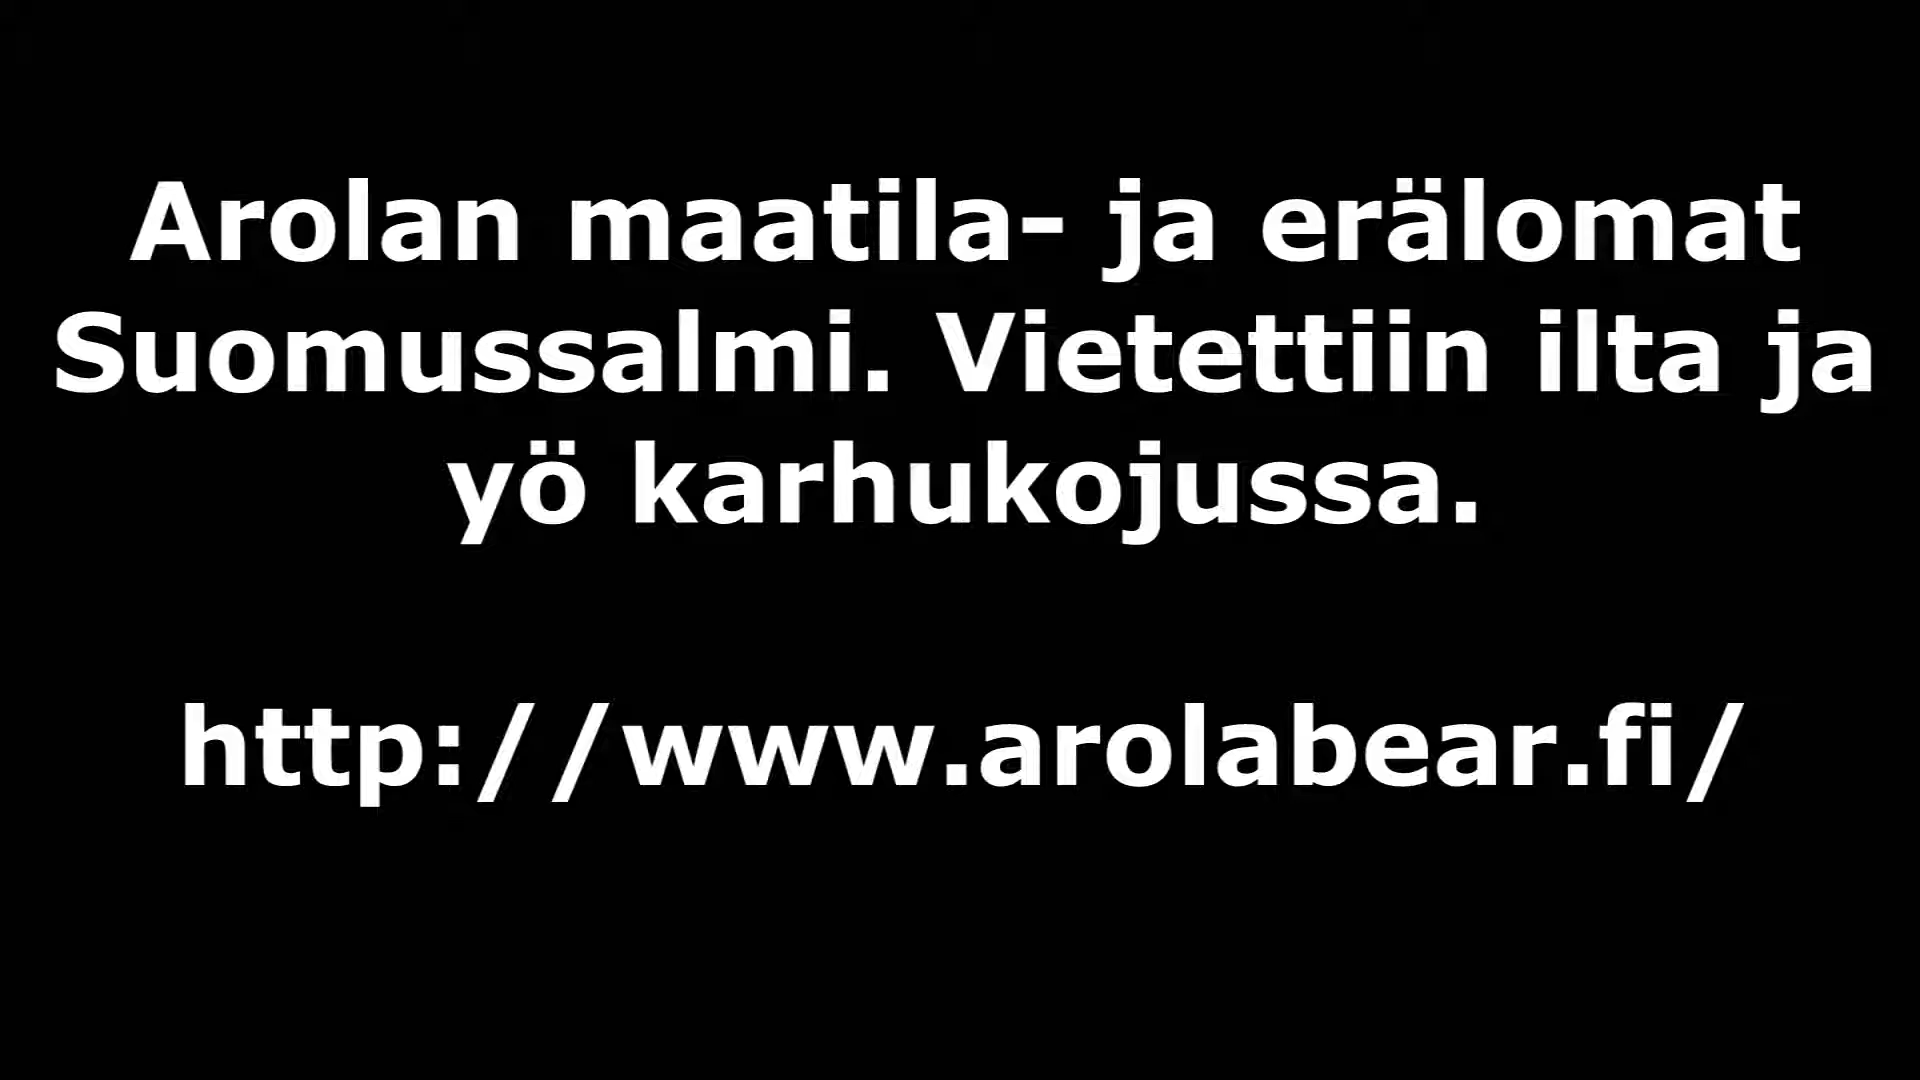 Arolan maatila- ja erälomat
Suomussalmi. Vietettiin ilta ja
yö karhukojussa.
http://www.arolabear.fi/